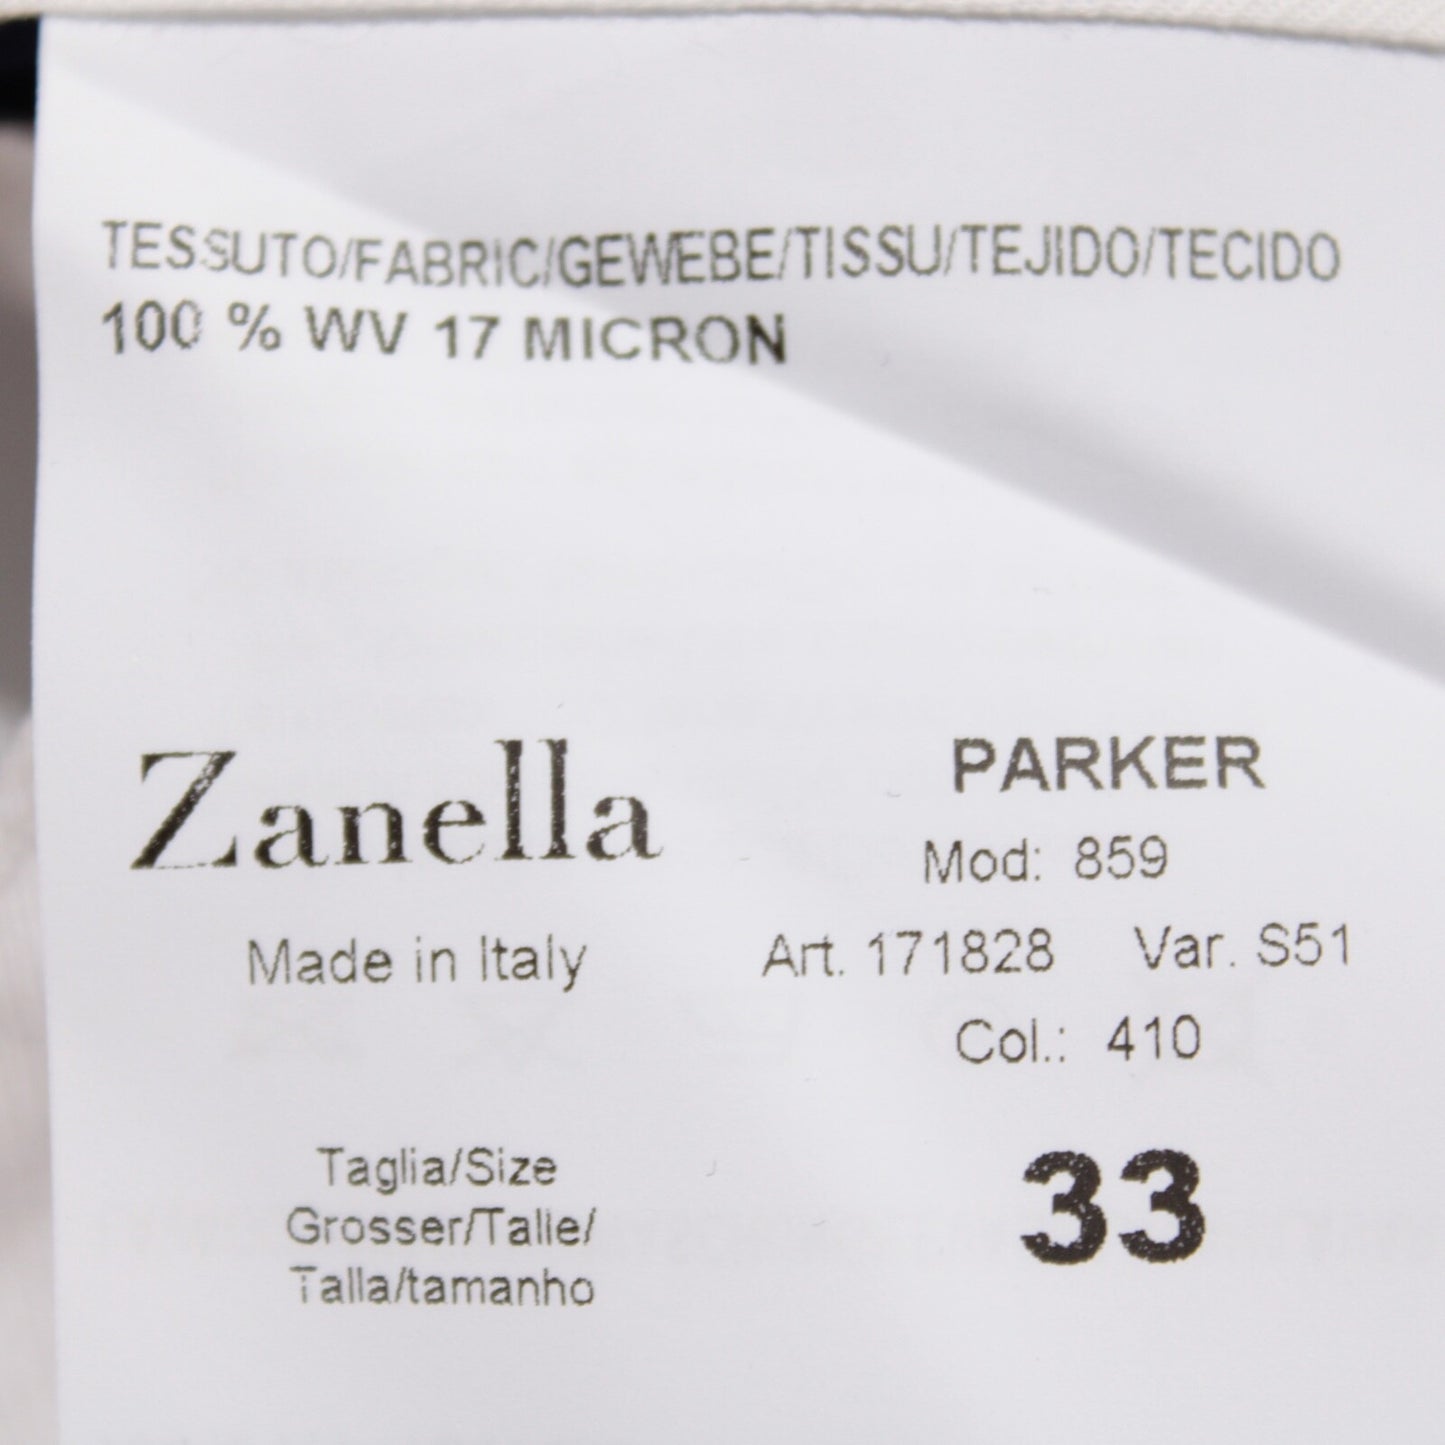 TESSUTO/FABRIC/GEWEBE/TISSU/TEJIDO/TECIDO
100 % WV 17 MICRON
Zanella
Made in Italy
PARKER
Mod: 859
Art. 171828 Var. S51
Col.: 410
Taglia/Size
Grosser/Talle/
Talla/tamanho
33